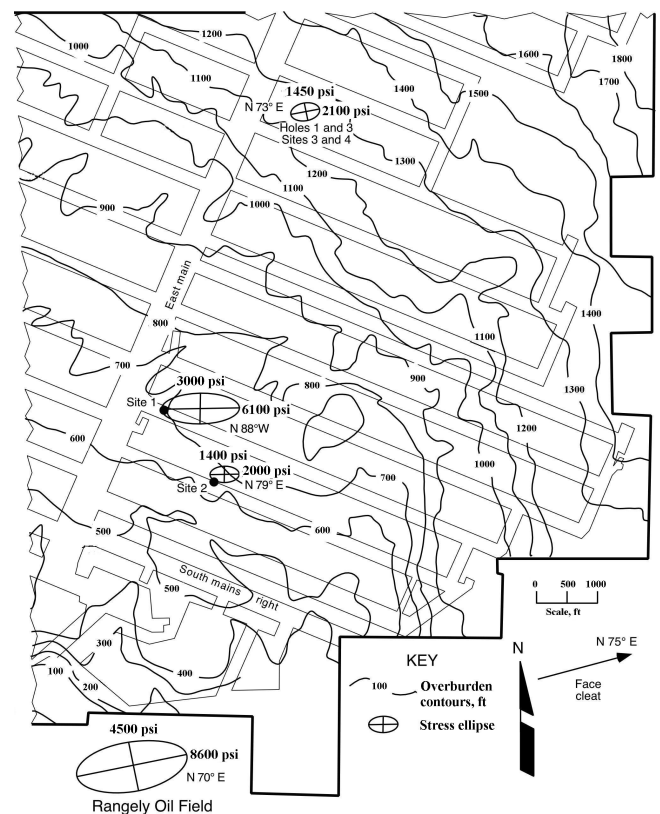 1000
1200
1600
1800
1100
1700
1450 psi
1400
1500
N 73° E
2100 psi
Holes 1 and 3
Sites 3 and 4
1300
1100
1200
1000
900
East main
1400
800
1100
700
3000 psi
800
900
1300
Site 1
6100 psi
N 88°W
1200
600
1400 psi
2000 psi
1000
700
Site 2
N 79° E
500
600
South mains right
500
0 500 1000
Scale, ft
300
400
100
200
KEY
N
N 75° E
100 Overburden
contours, ft
Face
cleat
Stress ellipse
4500 psi
8600 psi
N 70° E
Rangely Oil Field